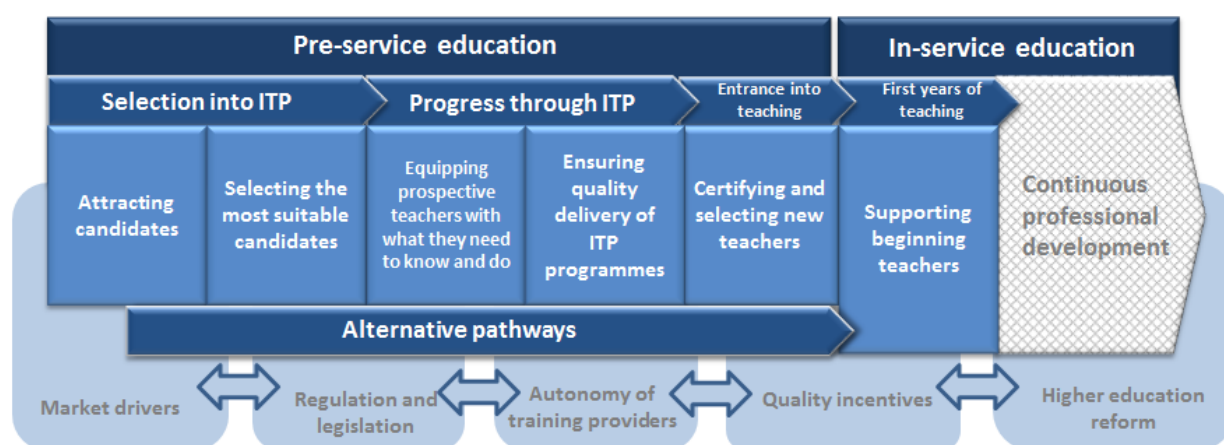 Pre-service education
In-service education
Selection into ITP
Progress through ITP
Entrance into
teaching
First years of
teaching
Attracting
candidates
Selecting the
most suitable
candidates
Equipping
prospective
teachers with
what they need
to know and do
Ensuring
quality
delivery of
ITP
programmes
Certifying and
selecting new
teachers
Supporting
beginning
teachers
Continuous
professional
development
Alternative pathways
Market drivers
Regulation and
legislation
Autonomy of
training providers
Quality incentives
Higher education
reform